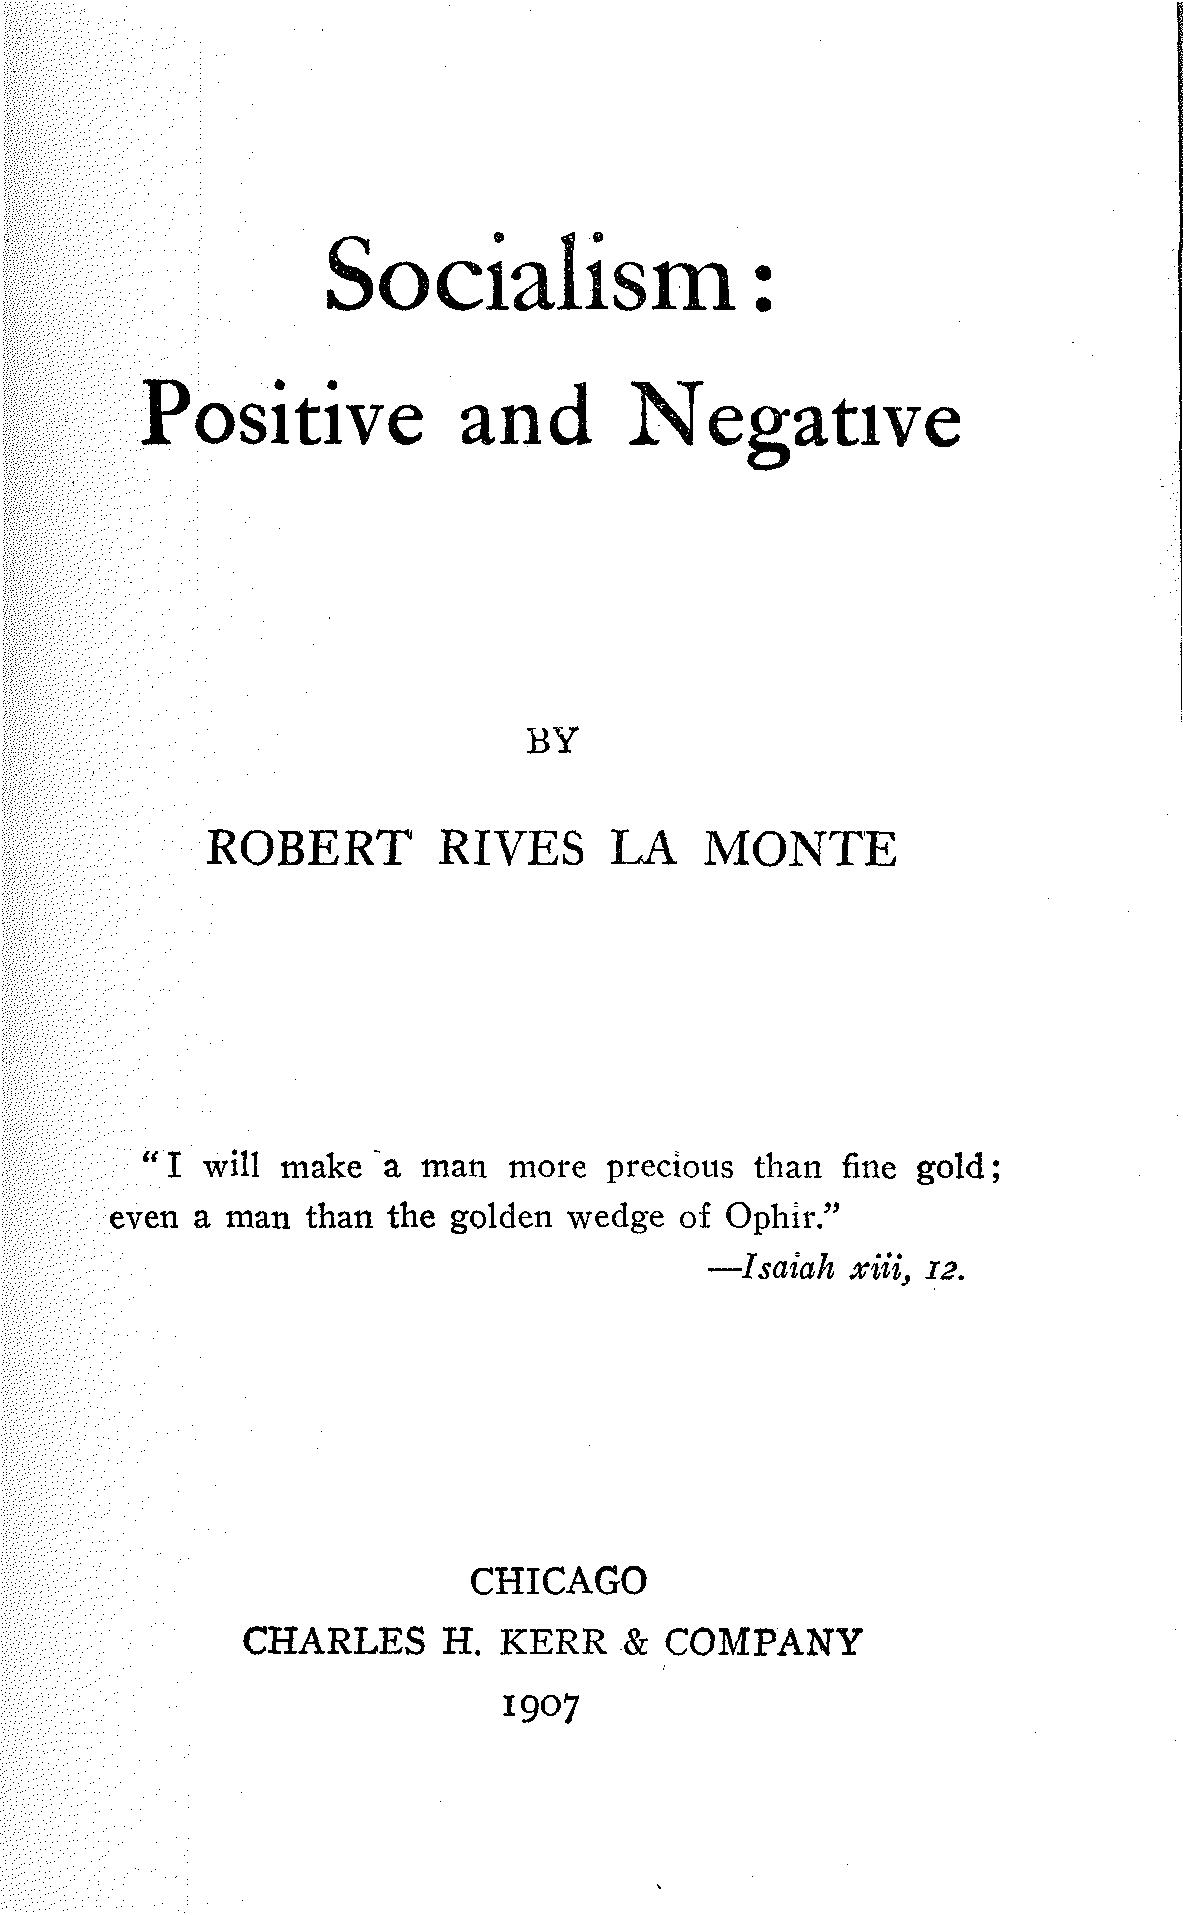 Socialism:
Positive and Negative
BY
ROBERT RIVES LA MONTE
“I will make a man more precious than fine gold;
even a man than the golden wedge of Ophir.”
—Isaiah xiii, 12.
CHICAGO
CHARLES H. KERR & COMPANY
1907